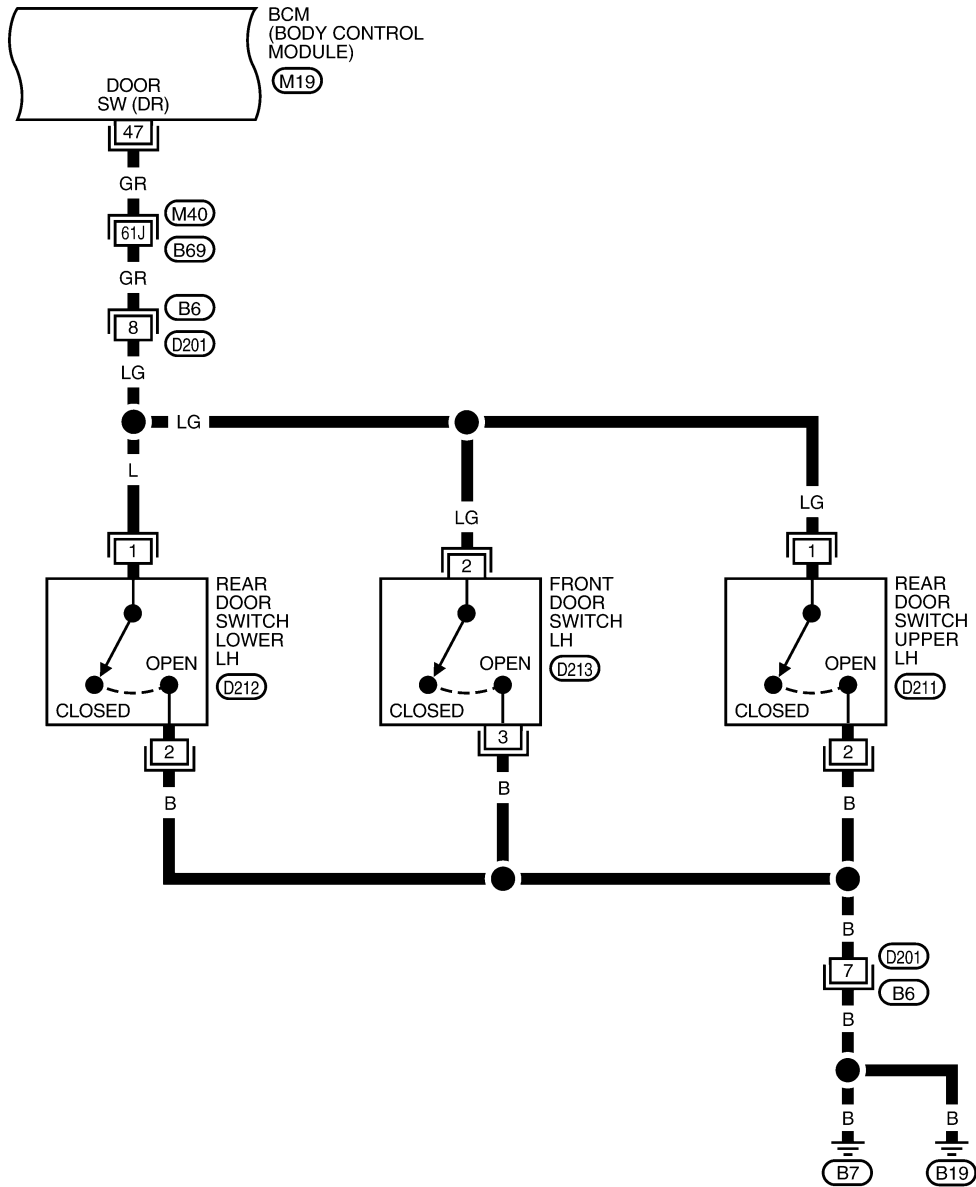 BCM
(BODY CONTROL
MODULE)
M19
DOOR
SW (DR)
47
GR
M40
61J
B69
GR
B6
8
D201
LG
LG
L
LG
LG
1
2
1
REAR
DOOR
SWITCH
LOWER
LH
D212
OPEN
CLOSED
FRONT
DOOR
SWITCH
LH
D213
OPEN
CLOSED
REAR
DOOR
SWITCH
UPPER
LH
D211
OPEN
CLOSED
2
3
2
B
B
B
B
D201
7
B6
B
B
B
B7
B19